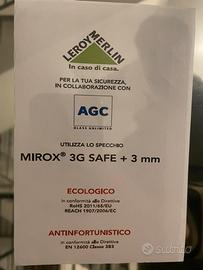 LEROY MERLIN
In casa di casa.
PER LA TUA SICUREZZA,
IN COLLABORAZIONE CON
AGC
GLASS UNLIMITED
UTILIZZA LO SPECCHIO
MIROX® 3G SAFE + 3 mm
ECOLOGICO
in conformità alle Direttive
RoHS 2011/65/EU
REACH 1907/2006/EC
ANTINFORTUNISTICO
in conformità alle Direttive
EN 12600 Classe 2B2
Subito